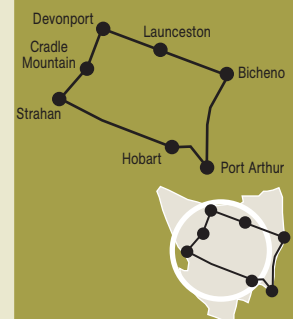 Devonport
Launceston
Cradle
Mountain
Bicheno
Strahan
Hobart
Port Arthur